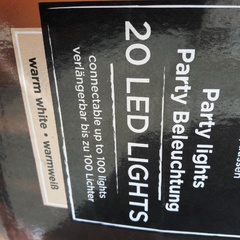 Party lights
Party Beleuchtung
20 LED LIGHTS
connectable up to 100 lights
verlängerbar bis zu 100 Lichter
warm white • warmweiß